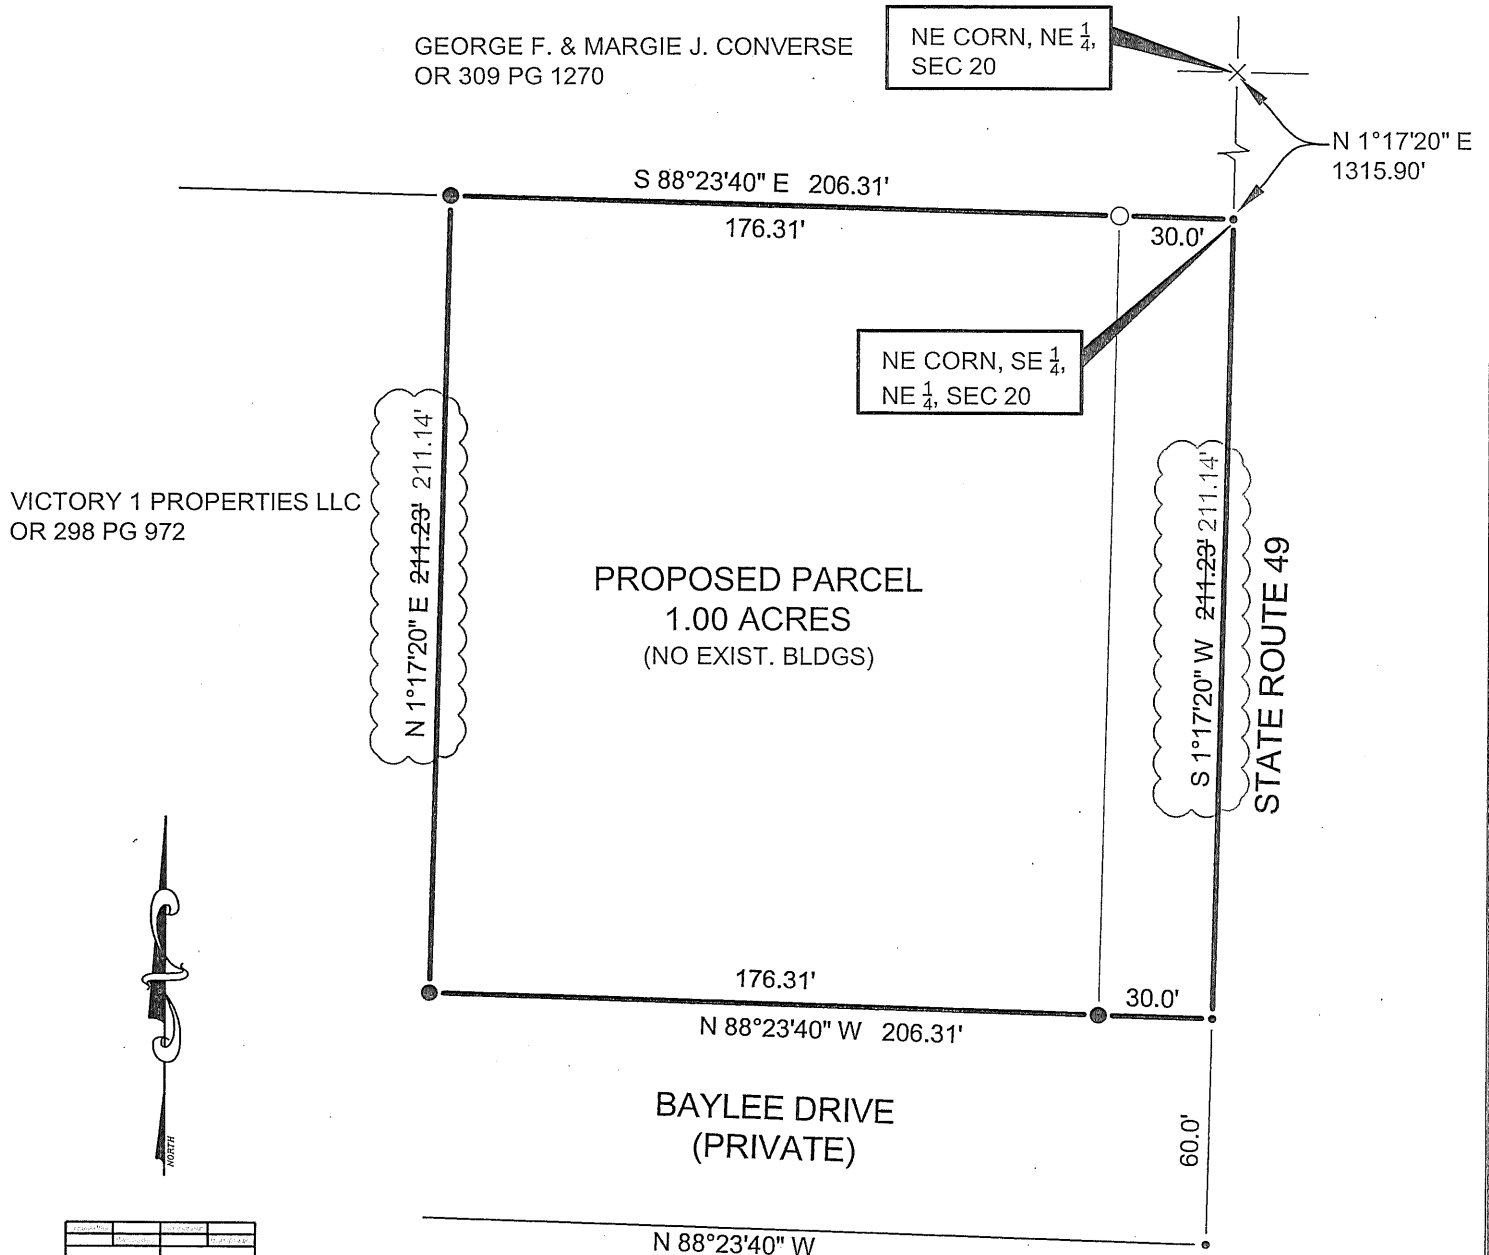 GEORGE F. & MARGIE J. CONVERSE
OR 309 PG 1270
NE CORN, NE 1/4,
SEC 20
N 1°17'20" E
1315.90'
S 88°23'40" E 206.31'
176.31'
30.0'
NE CORN, SE 1/4,
NE 1/4, SEC 20
VICTORY 1 PROPERTIES LLC
OR 298 PG 972
N 1°17'20" E 211.23' 211.14'
S 1°17'20" W 211.23' 211.14'
STATE ROUTE 49
PROPOSED PARCEL
1.00 ACRES
(NO EXIST. BLDGS)
176.31'
30.0'
N 88°23'40" W 206.31'
BAYLEE DRIVE
(PRIVATE)
60.0'
NORTH
N 88°23'40" W